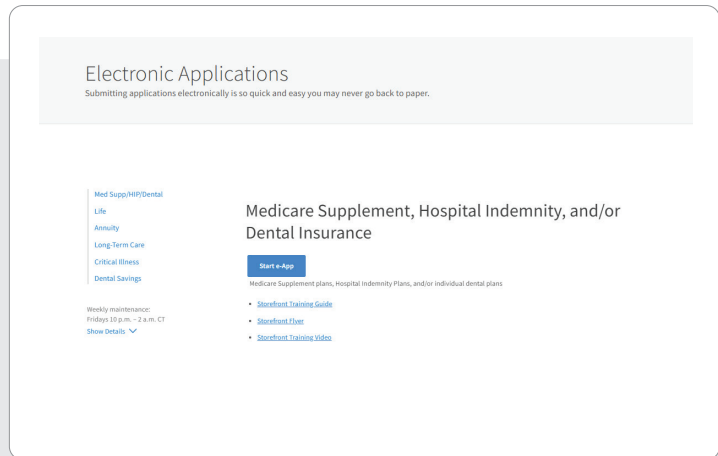 Electronic Applications
Submitting applications electronically is so quick and easy you may never go back to paper.
Med Supp/HIP/Dental
Life
Annuity
Long-Term Care
Critical Illness
Dental Savings
Weekly maintenance:
Fridays 10 p.m. – 2 a.m. CT
Show Details
Medicare Supplement, Hospital Indemnity, and/or
Dental Insurance
Start e-App
Medicare Supplement plans, Hospital Indemnity Plans, and/or individual dental plans
• Storefront Training Guide
• Storefront Flyer
• Storefront Training Video